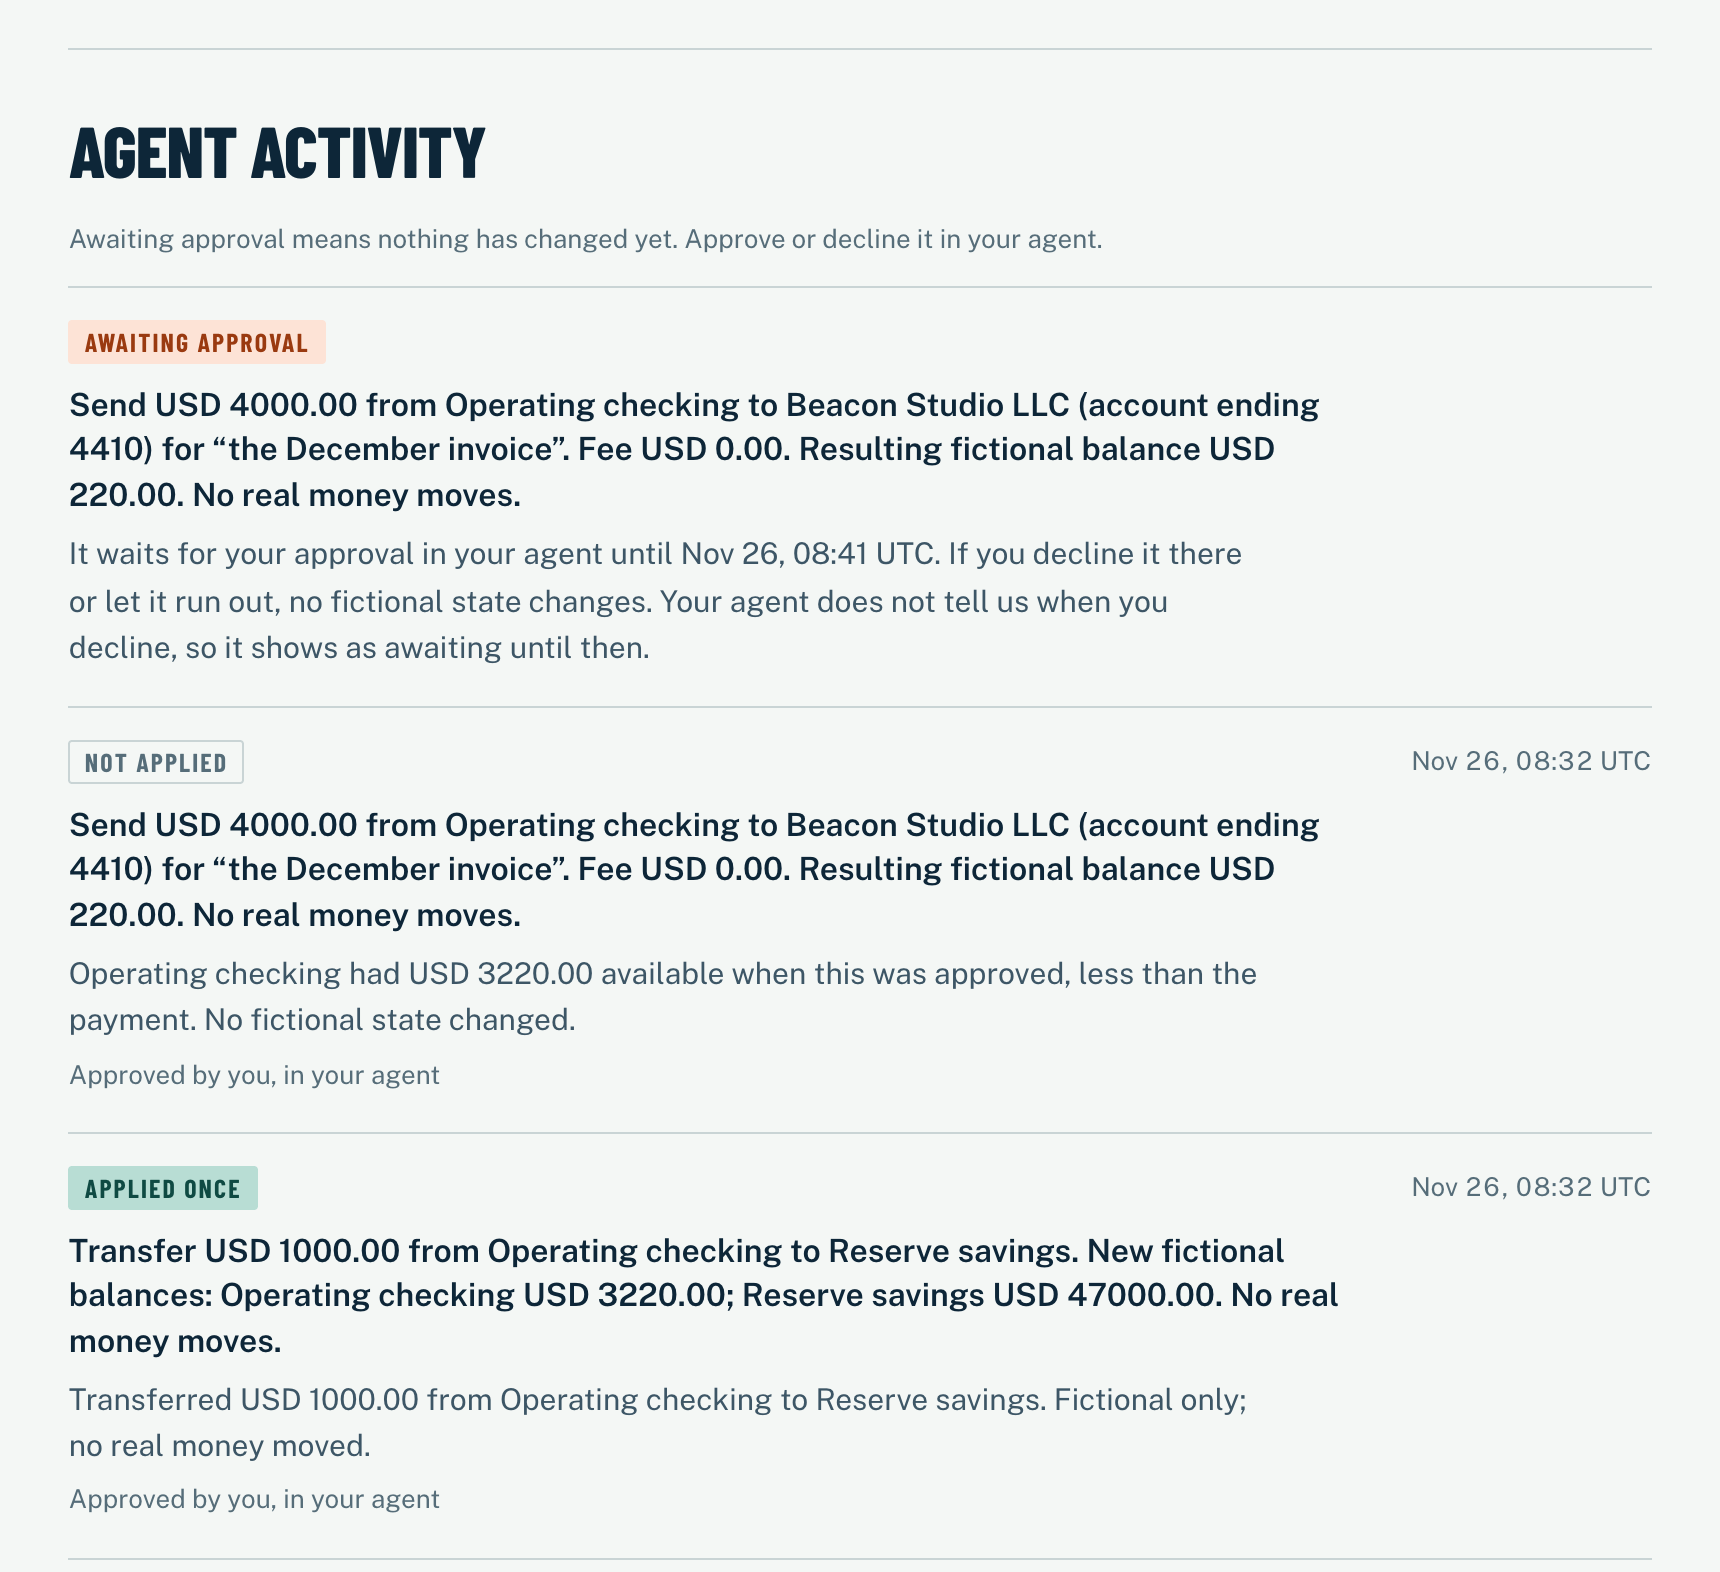 AGENT ACTIVITY
Awaiting approval means nothing has changed yet. Approve or decline it in your agent.
AWAITING APPROVAL
Send USD 4000.00 from Operating checking to Beacon Studio LLC (account ending
4410) for “the December invoice”. Fee USD 0.00. Resulting fictional balance USD
220.00. No real money moves.
It waits for your approval in your agent until Nov 26, 08:41 UTC. If you decline it there
or let it run out, no fictional state changes. Your agent does not tell us when you
decline, so it shows as awaiting until then.
NOT APPLIED
Nov 26, 08:32 UTC
Send USD 4000.00 from Operating checking to Beacon Studio LLC (account ending
4410) for “the December invoice”. Fee USD 0.00. Resulting fictional balance USD
220.00. No real money moves.
Operating checking had USD 3220.00 available when this was approved, less than the
payment. No fictional state changed.
Approved by you, in your agent
APPLIED ONCE
Nov 26, 08:32 UTC
Transfer USD 1000.00 from Operating checking to Reserve savings. New fictional
balances: Operating checking USD 3220.00; Reserve savings USD 47000.00. No real
money moves.
Transferred USD 1000.00 from Operating checking to Reserve savings. Fictional only;
no real money moved.
Approved by you, in your agent